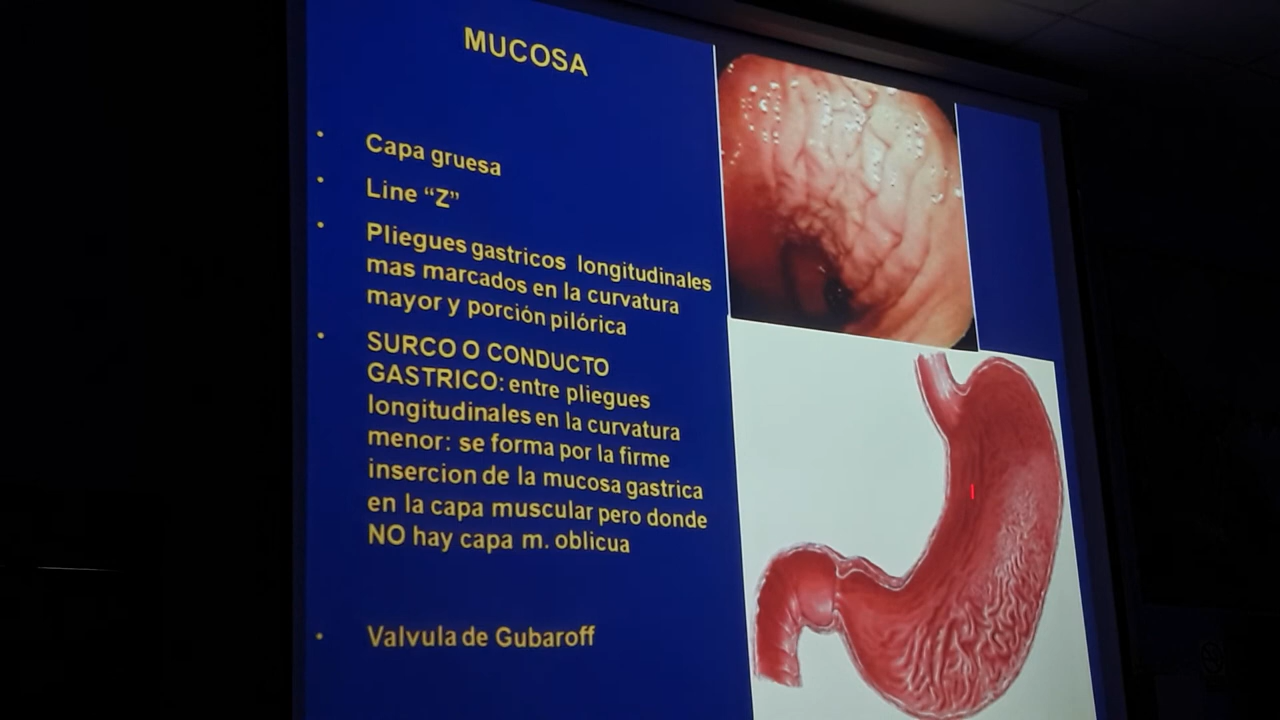 MUCOSA
Capa gruesa
Line “Z”
Pliegues gastricos longitudinales
mas marcados en la curvatura
mayor y porción pilórica
SURCO O CONDUCTO
GASTRICO: entre pliegues
longitudinales en la curvatura
menor: se forma por la firme
insercion de la mucosa gastrica
en la capa muscular pero donde
NO hay capa m. oblicua
Valvula de Gubaroff